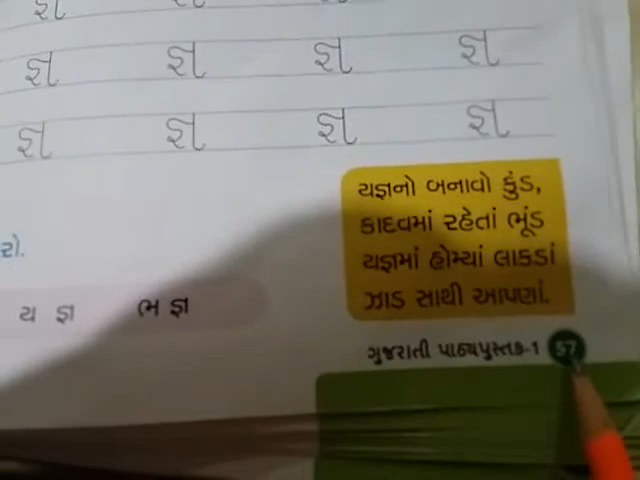 જ્ઞ જ્ઞ
જ્ઞ જ્ઞ જ્ઞ જ્ઞ
જ્ઞ જ્ઞ જ્ઞ જ્ઞ
યજ્ઞનો બનાવો કુંડ,
કાદવમાં રહેતાં ભૂંડ
યજ્ઞમાં હોમ્યાં લાકડાં
ઝાડ સાથી આપણાં.
રો.
ય જ્ઞ ભ જ્ઞ
ગુજરાતી પાઠ્યપુસ્તક-1 57